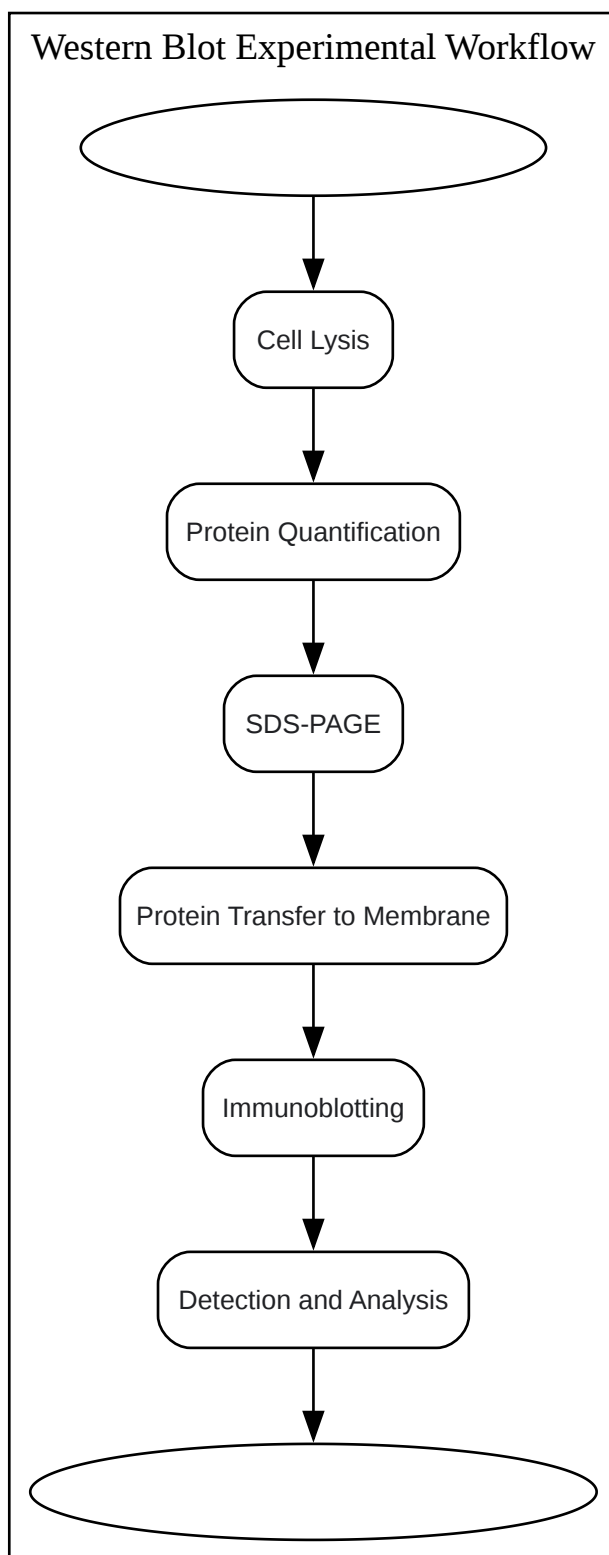 Western Blot Experimental Workflow
Cell Lysis
Protein Quantification
SDS-PAGE
Protein Transfer to Membrane
Immunoblotting
Detection and Analysis